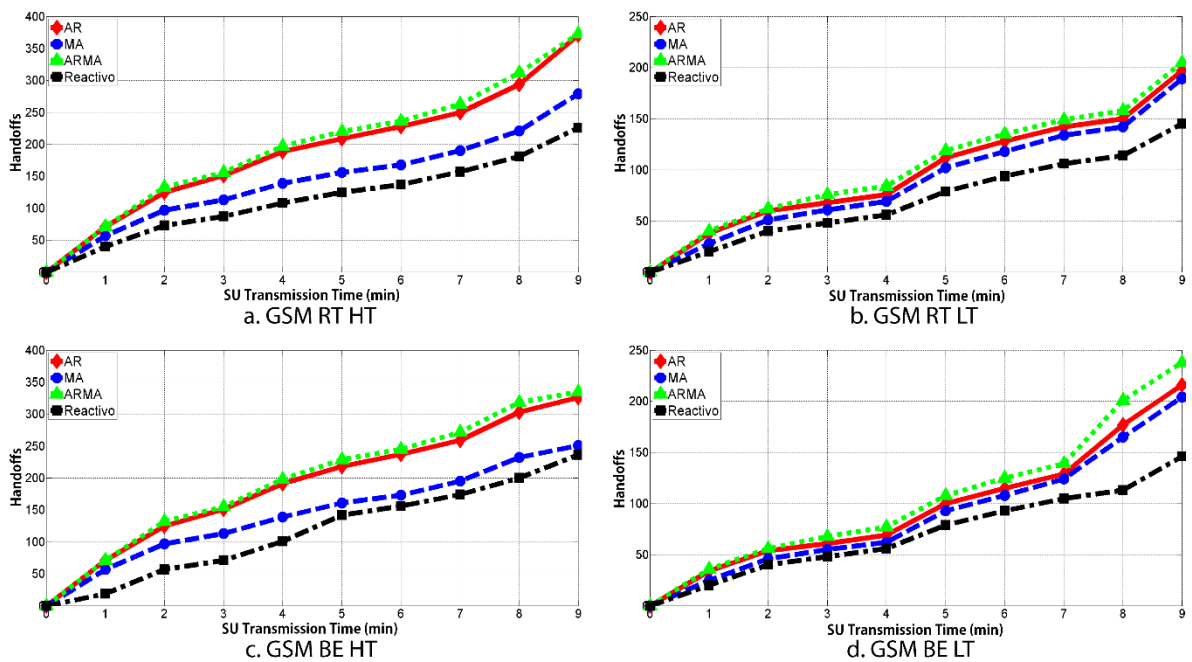 400
350
300
250
200
150
100
50
0
Handoffs
AR
MA
ARMA
Reactivo
0 1 2 3 4 5 6 7 8 9
SU Transmission Time (min)
a. GSM RT HT
250
200
150
100
50
0
Handoffs
AR
MA
ARMA
Reactivo
0 1 2 3 4 5 6 7 8 9
SU Transmission Time (min)
b. GSM RT LT
400
350
300
250
200
150
100
50
0
Handoffs
AR
MA
ARMA
Reactivo
0 1 2 3 4 5 6 7 8 9
SU Transmission Time (min)
c. GSM BE HT
250
200
150
100
50
0
Handoffs
AR
MA
ARMA
Reactivo
0 1 2 3 4 5 6 7 8 9
SU Transmission Time (min)
d. GSM BE LT